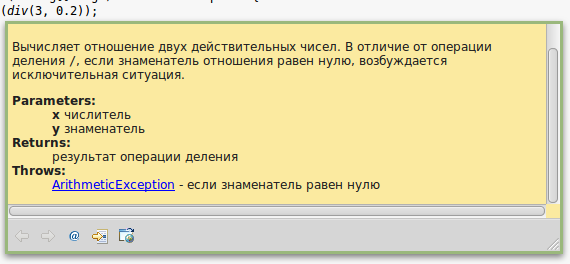 (div(3, 0.2));
Вычисляет отношение двух действительных чисел. В отличие от операции
деления /, если знаменатель отношения равен нулю, возбуждается
исключительная ситуация.
Parameters:
x числитель
y знаменатель
Returns:
результат операции деления
Throws:
ArithmeticException - если знаменатель равен нулю
@